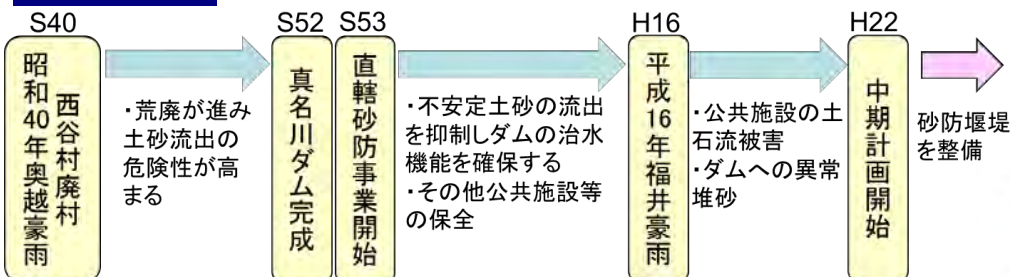 S40
昭和40年奥越豪雨
西谷村廃村
・荒廃が進み
土砂流出の
危険性が高
まる
S52
真名川ダム完成
S53
直轄砂防事業開始
・不安定土砂の流出
を抑制しダムの治水
機能を確保する
・その他公共施設等
の保全
H16
平成16年福井豪雨
・公共施設の土
石流被害
・ダムへの異常
堆砂
H22
中期計画開始
砂防堰堤
を整備